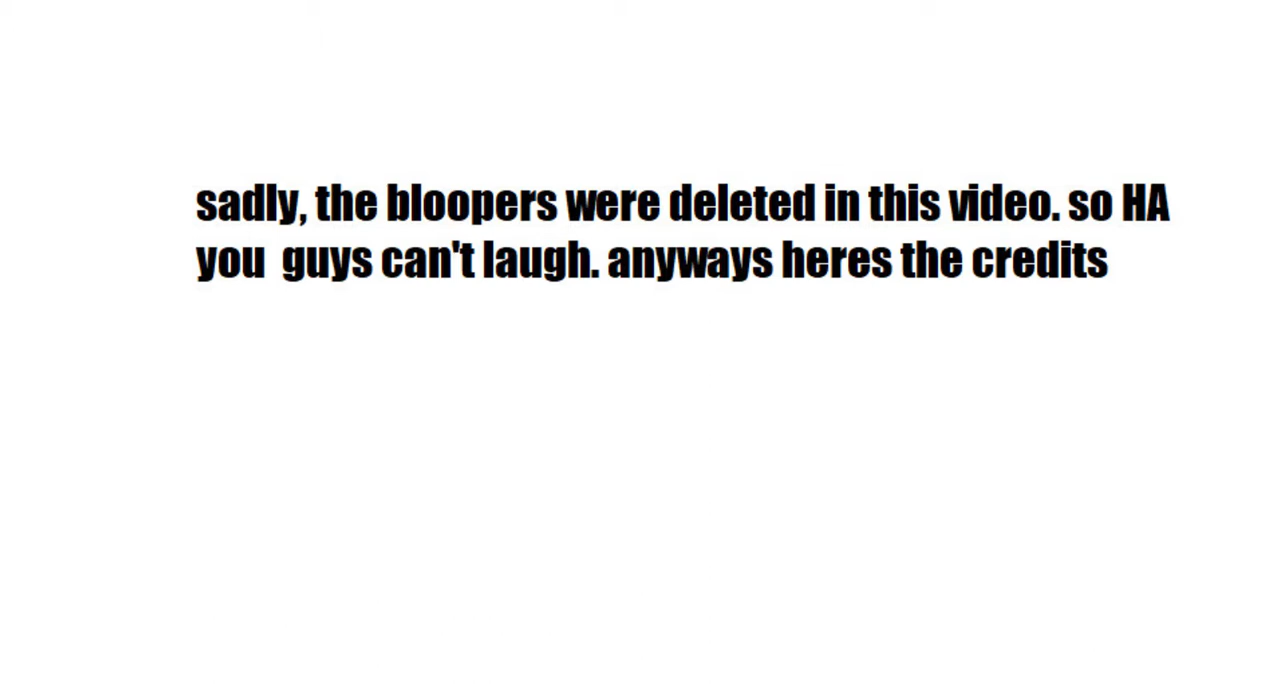 sadly, the bloopers were deleted in this video. so HA
you  guys can't laugh. anyways heres the credits